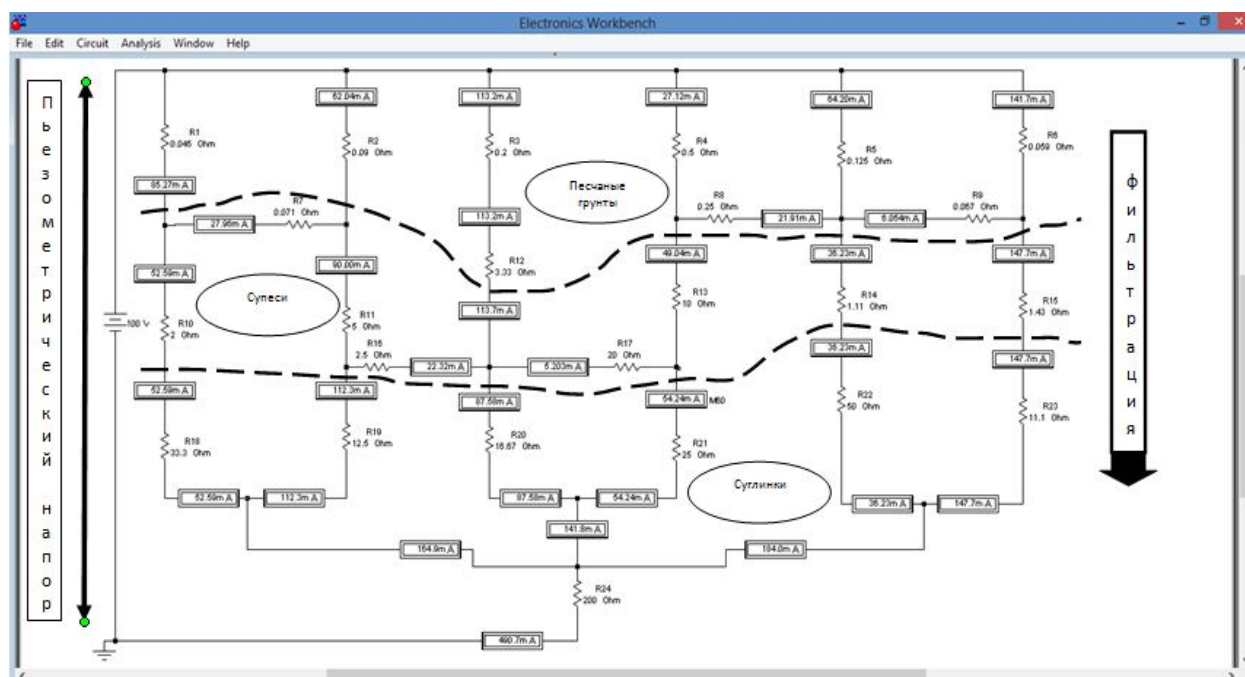 Electronics Workbench
File Edit Circuit Analysis Window Help
Пьезометрический напор
62.04m A
113.2m A
27.12m A
64.20m A
141.7m A
R1
0.046 Ohm
R2
0.09 Ohm
R3
0.2 Ohm
R4
0.5 Ohm
R5
0.125 Ohm
R6
0.059 Ohm
85.27m A
Песчаные
грунты
R7
0.071 Ohm
27.95m A
113.2m A
R8
0.25 Ohm
21.91m A
R9
0.067 Ohm
6.054m A
фильтрация
52.59m A
90.00m A
R12
3.33 Ohm
49.04m A
36.23m A
147.7m A
Супеси
113.7m A
R13
10 Ohm
R14
1.11 Ohm
R15
1.43 Ohm
100 V
R10
2 Ohm
R11
5 Ohm
R16
2.5 Ohm
22.32m A
5.203m A
R17
20 Ohm
36.23m A
147.7m A
52.59m A
112.3m A
87.58m A
54.24m A
R22
50 Ohm
R23
11.1 Ohm
R18
33.3 Ohm
R19
12.5 Ohm
R20
16.67 Ohm
R21
25 Ohm
Суглинки
52.59m A
112.3m A
87.58m A
54.24m A
36.23m A
147.7m A
141.8m A
164.9m A
184.0m A
R24
200 Ohm
490.7m A